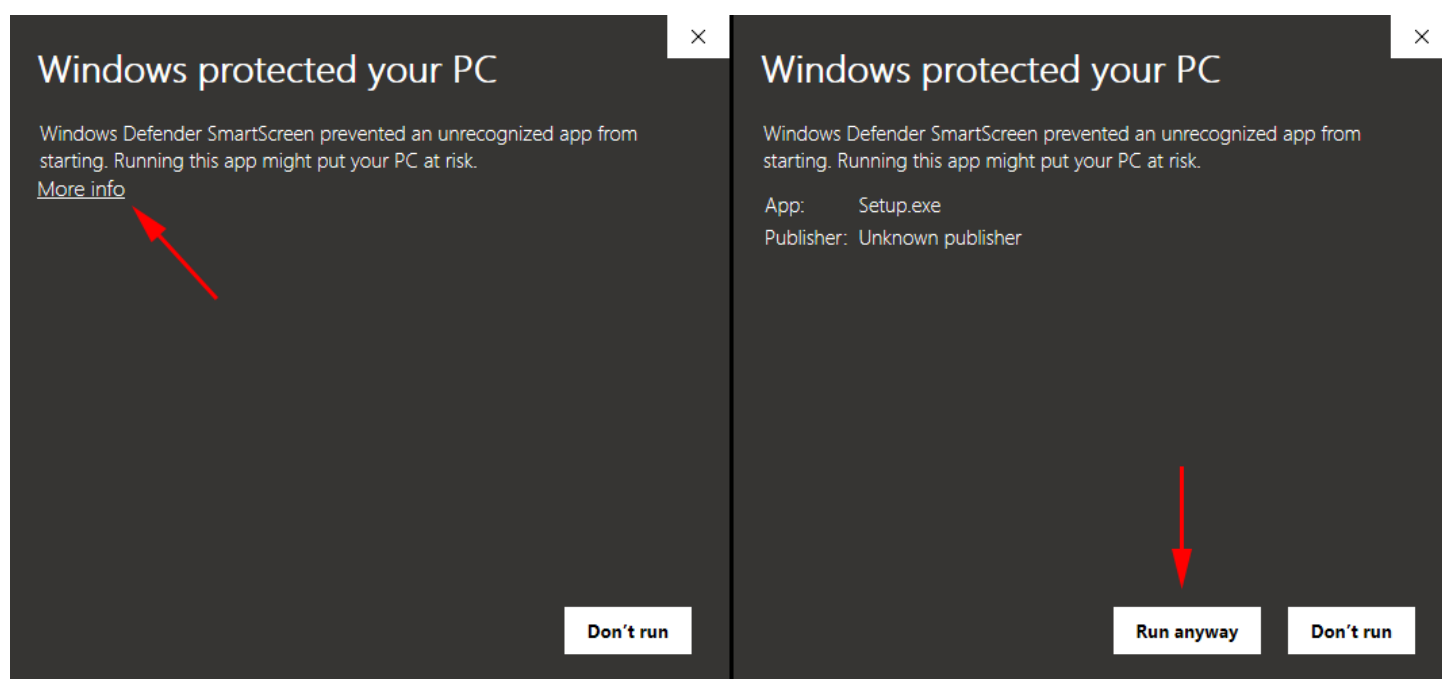 Windows protected your PC
Windows Defender SmartScreen prevented an unrecognized app from
starting. Running this app might put your PC at risk.
More info
Don't run
Windows protected your PC
Windows Defender SmartScreen prevented an unrecognized app from
starting. Running this app might put your PC at risk.
App: Setup.exe
Publisher: Unknown publisher
Run anyway Don't run